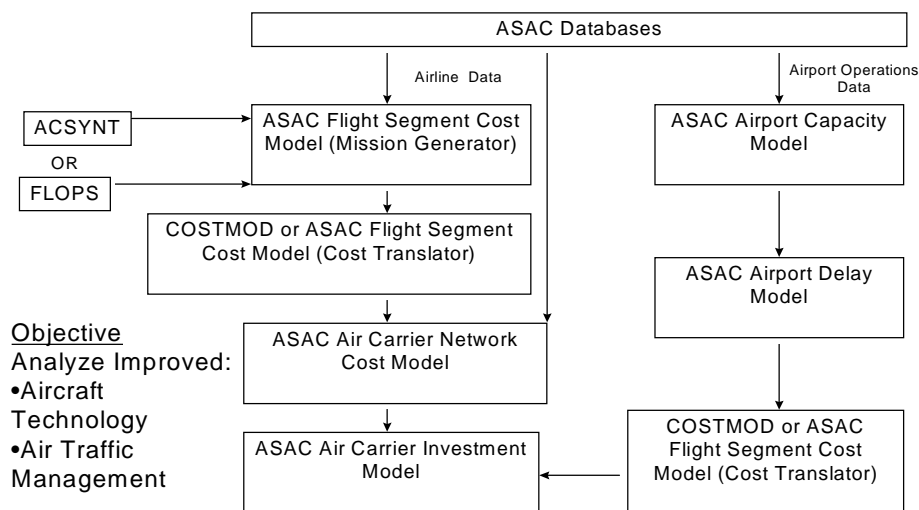 ASAC Databases
Airline Data
Airport Operations
Data
ACSYNT
OR
FLOPS
ASAC Flight Segment Cost
Model (Mission Generator)
ASAC Airport Capacity
Model
COSTMOD or ASAC Flight Segment
Cost Model (Cost Translator)
ASAC Airport Delay
Model
Objective
Analyze Improved:
•Aircraft
Technology
•Air Traffic
Management
ASAC Air Carrier Network
Cost Model
ASAC Air Carrier Investment
Model
COSTMOD or ASAC
Flight Segment Cost
Model (Cost Translator)